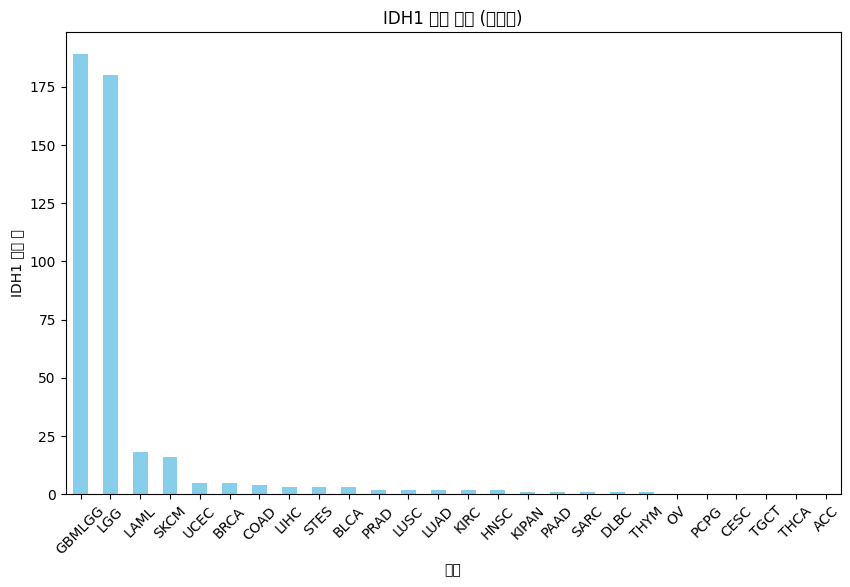 IDH1 (
IDH1
175
150
125
100
75
50
25
0
GBMLGG
LGG
LAML
SKCM
UCEC
BRCA
COAD
LIHC
STES
BLCA
PRAD
LUSC
LUAD
KIRC
HNSC
KIPAN
PAAD
SARC
DLBC
THYM
OV
PCPG
CESC
TGCT
THCA
ACC